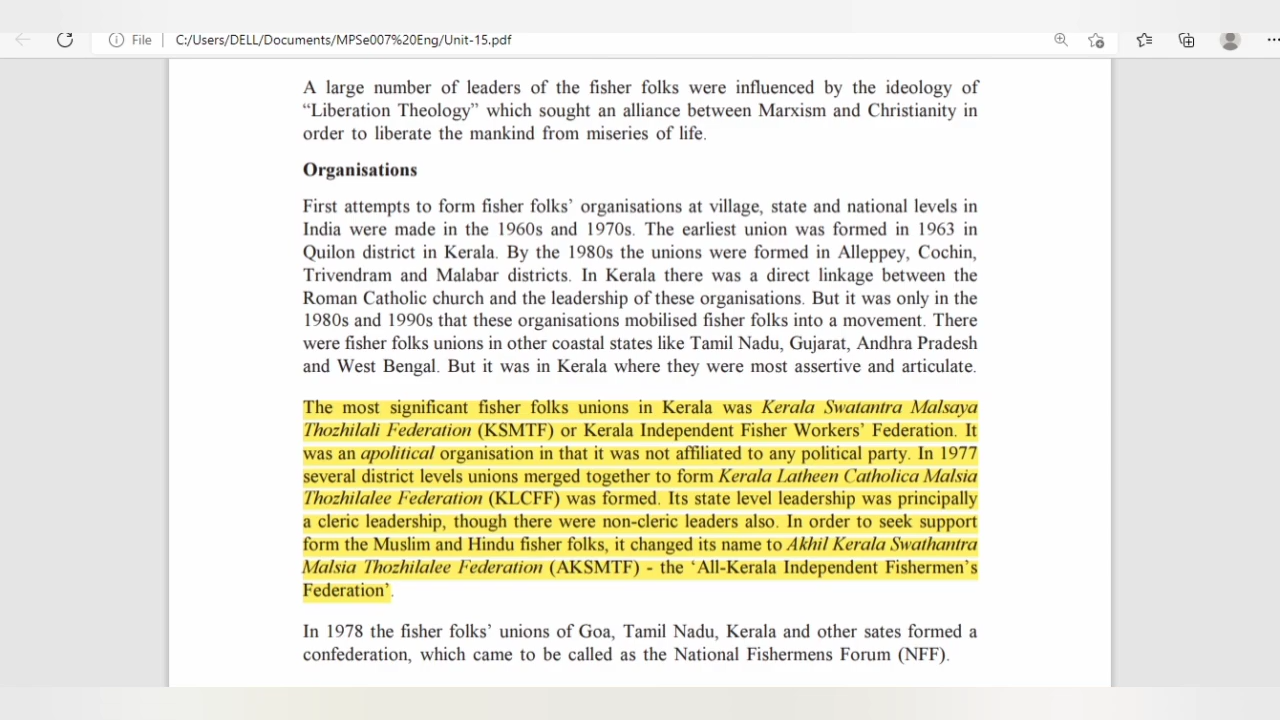 File
C:/Users/DELL/Documents/MPSe007%20Eng/Unit-15.pdf
A large number of leaders of the fisher folks were influenced by the ideology of
“Liberation Theology” which sought an alliance between Marxism and Christianity in
order to liberate the mankind from miseries of life.
Organisations
First attempts to form fisher folks’ organisations at village, state and national levels in
India were made in the 1960s and 1970s. The earliest union was formed in 1963 in
Quilon district in Kerala. By the 1980s the unions were formed in Alleppey, Cochin,
Trivendram and Malabar districts. In Kerala there was a direct linkage between the
Roman Catholic church and the leadership of these organisations. But it was only in the
1980s and 1990s that these organisations mobilised fisher folks into a movement. There
were fisher folks unions in other coastal states like Tamil Nadu, Gujarat, Andhra Pradesh
and West Bengal. But it was in Kerala where they were most assertive and articulate.
The most significant fisher folks unions in Kerala was Kerala Swatantra Malsaya
Thozhilali Federation (KSMTF) or Kerala Independent Fisher Workers’ Federation. It
was an apolitical organisation in that it was not affiliated to any political party. In 1977
several district levels unions merged together to form Kerala Latheen Catholica Malsia
Thozhilalee Federation (KLCFF) was formed. Its state level leadership was principally
a cleric leadership, though there were non-cleric leaders also. In order to seek support
form the Muslim and Hindu fisher folks, it changed its name to Akhil Kerala Swathantra
Malsia Thozhilalee Federation (AKSMTF) - the ‘All-Kerala Independent Fishermen’s
Federation’.
In 1978 the fisher folks’ unions of Goa, Tamil Nadu, Kerala and other sates formed a
confederation, which came to be called as the National Fishermens Forum (NFF).